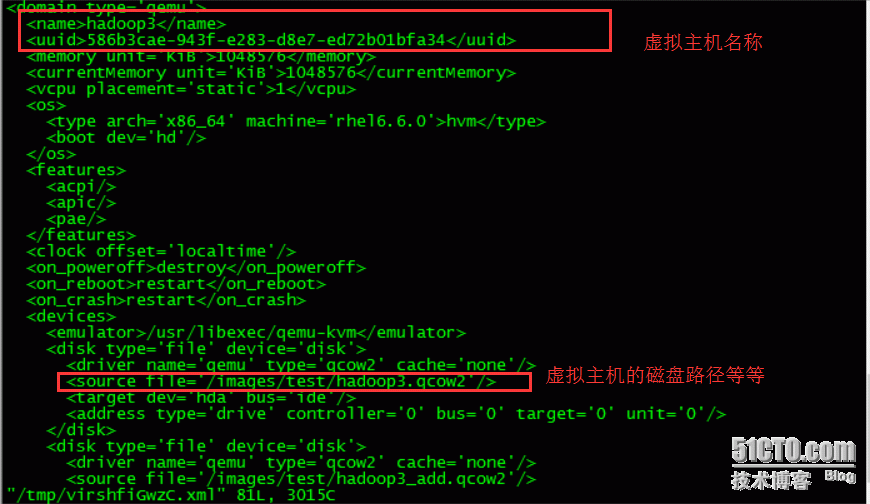 <domain type='qemu'>
<name>hadoop3</name>
<uuid>586b3cae-943f-e283-d8e7-ed72b01bfa34</uuid>
虚拟主机名称
<memory unit='KiB'>1048576</memory>
<currentMemory unit='KiB'>1048576</currentMemory>
<vcpu placement='static'>1</vcpu>
<os>
<type arch='x86_64' machine='rhel6.6.0'>hvm</type>
<boot dev='hd'/>
</os>
<features>
<acpi/>
<apic/>
<pae/>
</features>
<clock offset='localtime'/>
<on_poweroff>destroy</on_poweroff>
<on_reboot>restart</on_reboot>
<on_crash>restart</on_crash>
<devices>
<emulator>/usr/libexec/qemu-kvm</emulator>
<disk type='file' device='disk'>
<driver name='qemu' type='qcow2' cache='none'/>
<source file='/images/test/hadoop3.qcow2'/>
虚拟主机的磁盘路径等等
<target dev='hda' bus='ide'/>
<address type='drive' controller='0' bus='0' target='0' unit='0'/>
</disk>
<disk type='file' device='disk'>
<driver name='qemu' type='qcow2' cache='none'/>
<source file='/images/test/hadoop3_add.qcow2'/>
"/tmp/virshfiGwzC.xml" 81L, 3015C
51CTO.com
技术博客 Blog